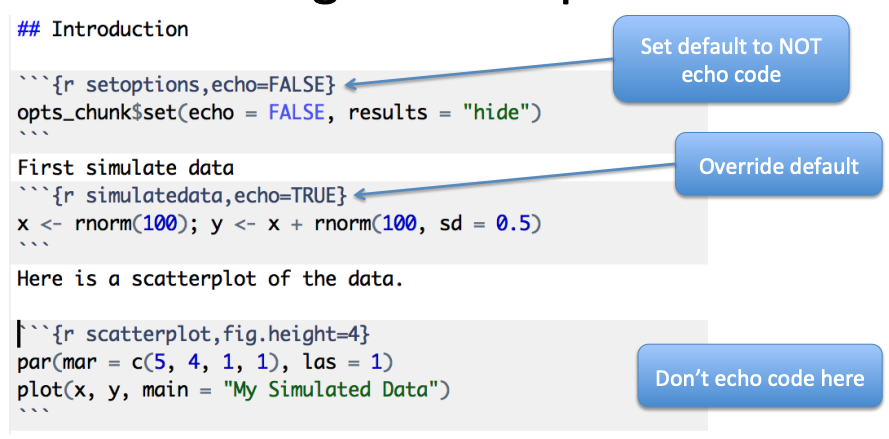 ## Introduction
Set default to NOT
echo code
```{r setoptions,echo=FALSE}
opts_chunk$set(echo = FALSE, results = "hide")
```
First simulate data
Override default
```{r simulatedata,echo=TRUE}
x <- rnorm(100); y <- x + rnorm(100, sd = 0.5)
```
Here is a scatterplot of the data.
```{r scatterplot,fig.height=4}
par(mar = c(5, 4, 1, 1), las = 1)
Don’t echo code here
plot(x, y, main = "My Simulated Data")
```